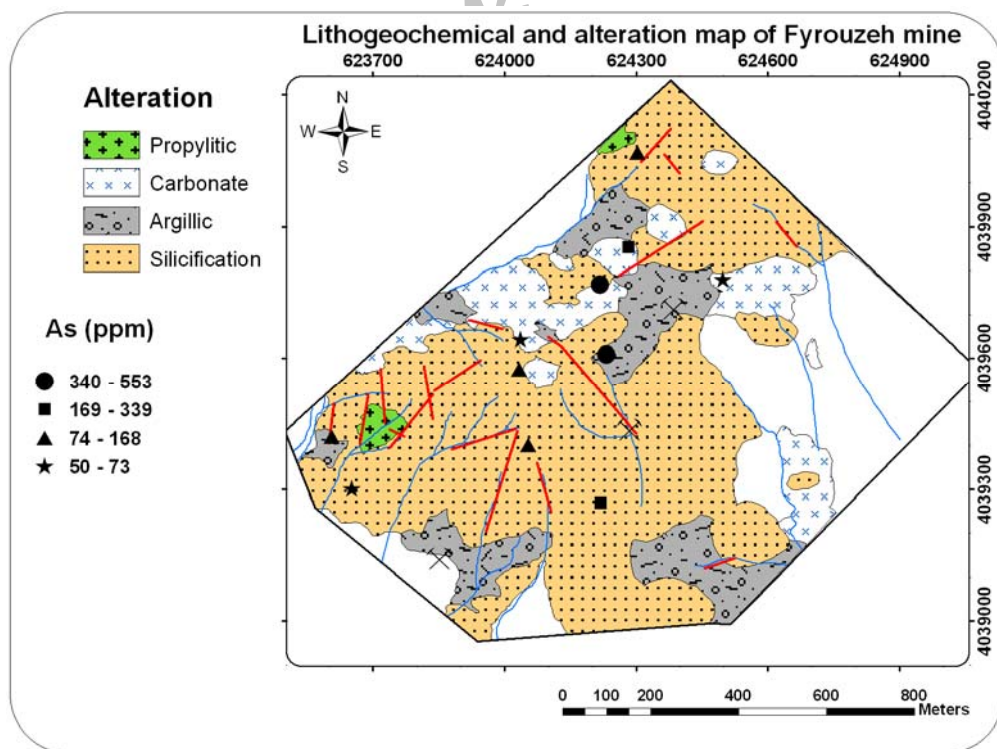 Lithogeochemical and alteration map of Fyrouzeh mine
623700 624000 624300 624600 624900
4040200
4039900
4039600
4039300
4039000
N
W E
S
Alteration
Propylitic
Carbonate
Argillic
Silicification
As (ppm)
340 - 553
169 - 339
74 - 168
50 - 73
0 100 200 400 600 800
Meters